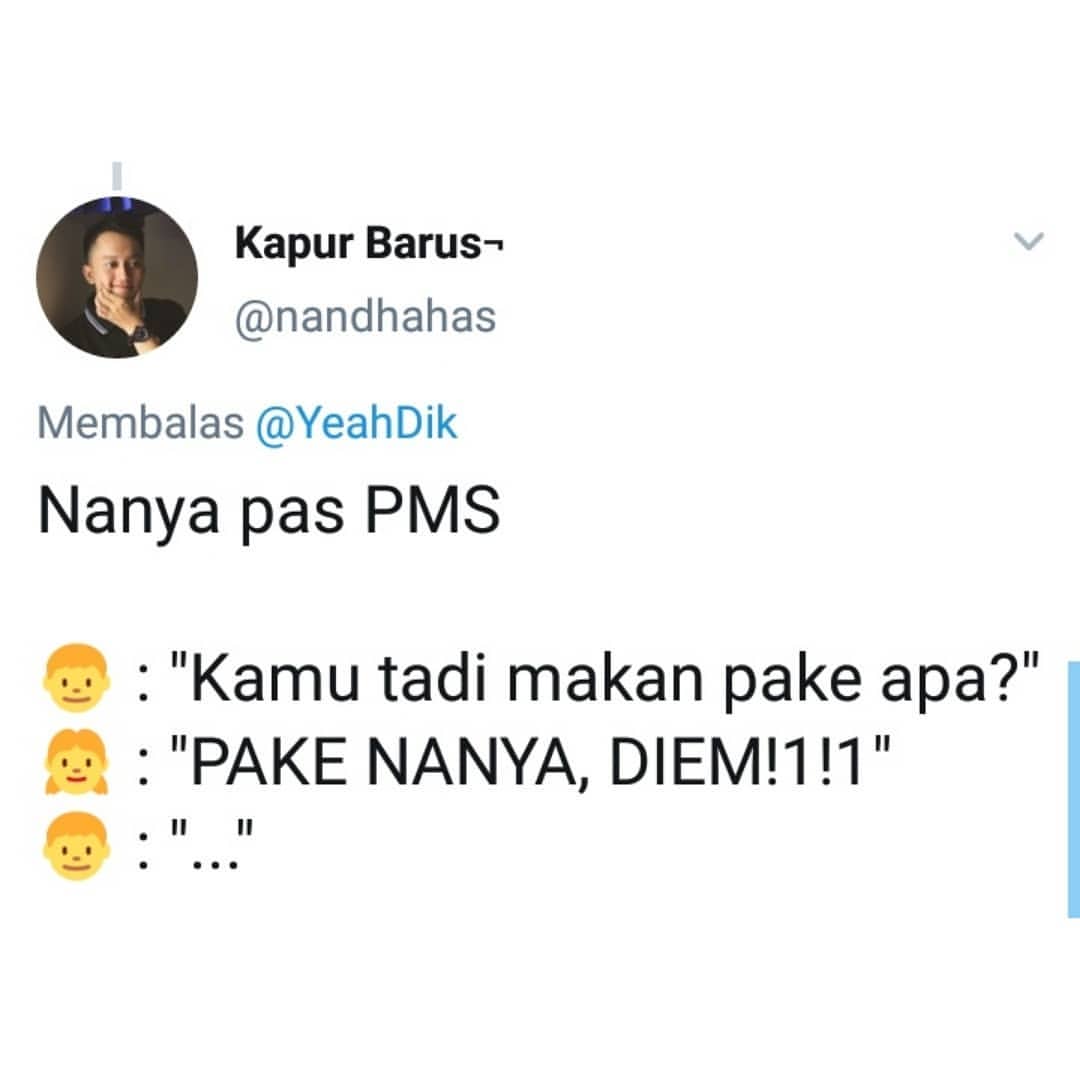 Kapur Barus¬
@nandhahas
Membalas @YeahDik
Nanya pas PMS
👦 : "Kamu tadi makan pake apa?"
👧 : "PAKE NANYA, DIEM!1!1"
👦 : "..."